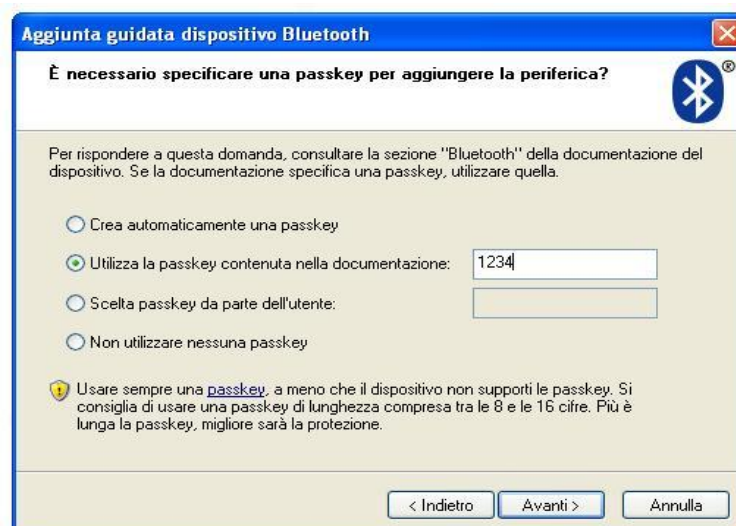 Aggiunta guidata dispositivo Bluetooth
È necessario specificare una passkey per aggiungere la periferica?
®
Per rispondere a questa domanda, consultare la sezione "Bluetooth" della documentazione del
dispositivo. Se la documentazione specifica una passkey, utilizzare quella.
Crea automaticamente una passkey
Utilizza la passkey contenuta nella documentazione: 1234
Scelta passkey da parte dell'utente:
Non utilizzare nessuna passkey
Usare sempre una passkey, a meno che il dispositivo non supporti le passkey. Si
consiglia di usare una passkey di lunghezza compresa tra le 8 e le 16 cifre. Più è
lunga la passkey, migliore sarà la protezione.
< Indietro Avanti > Annulla